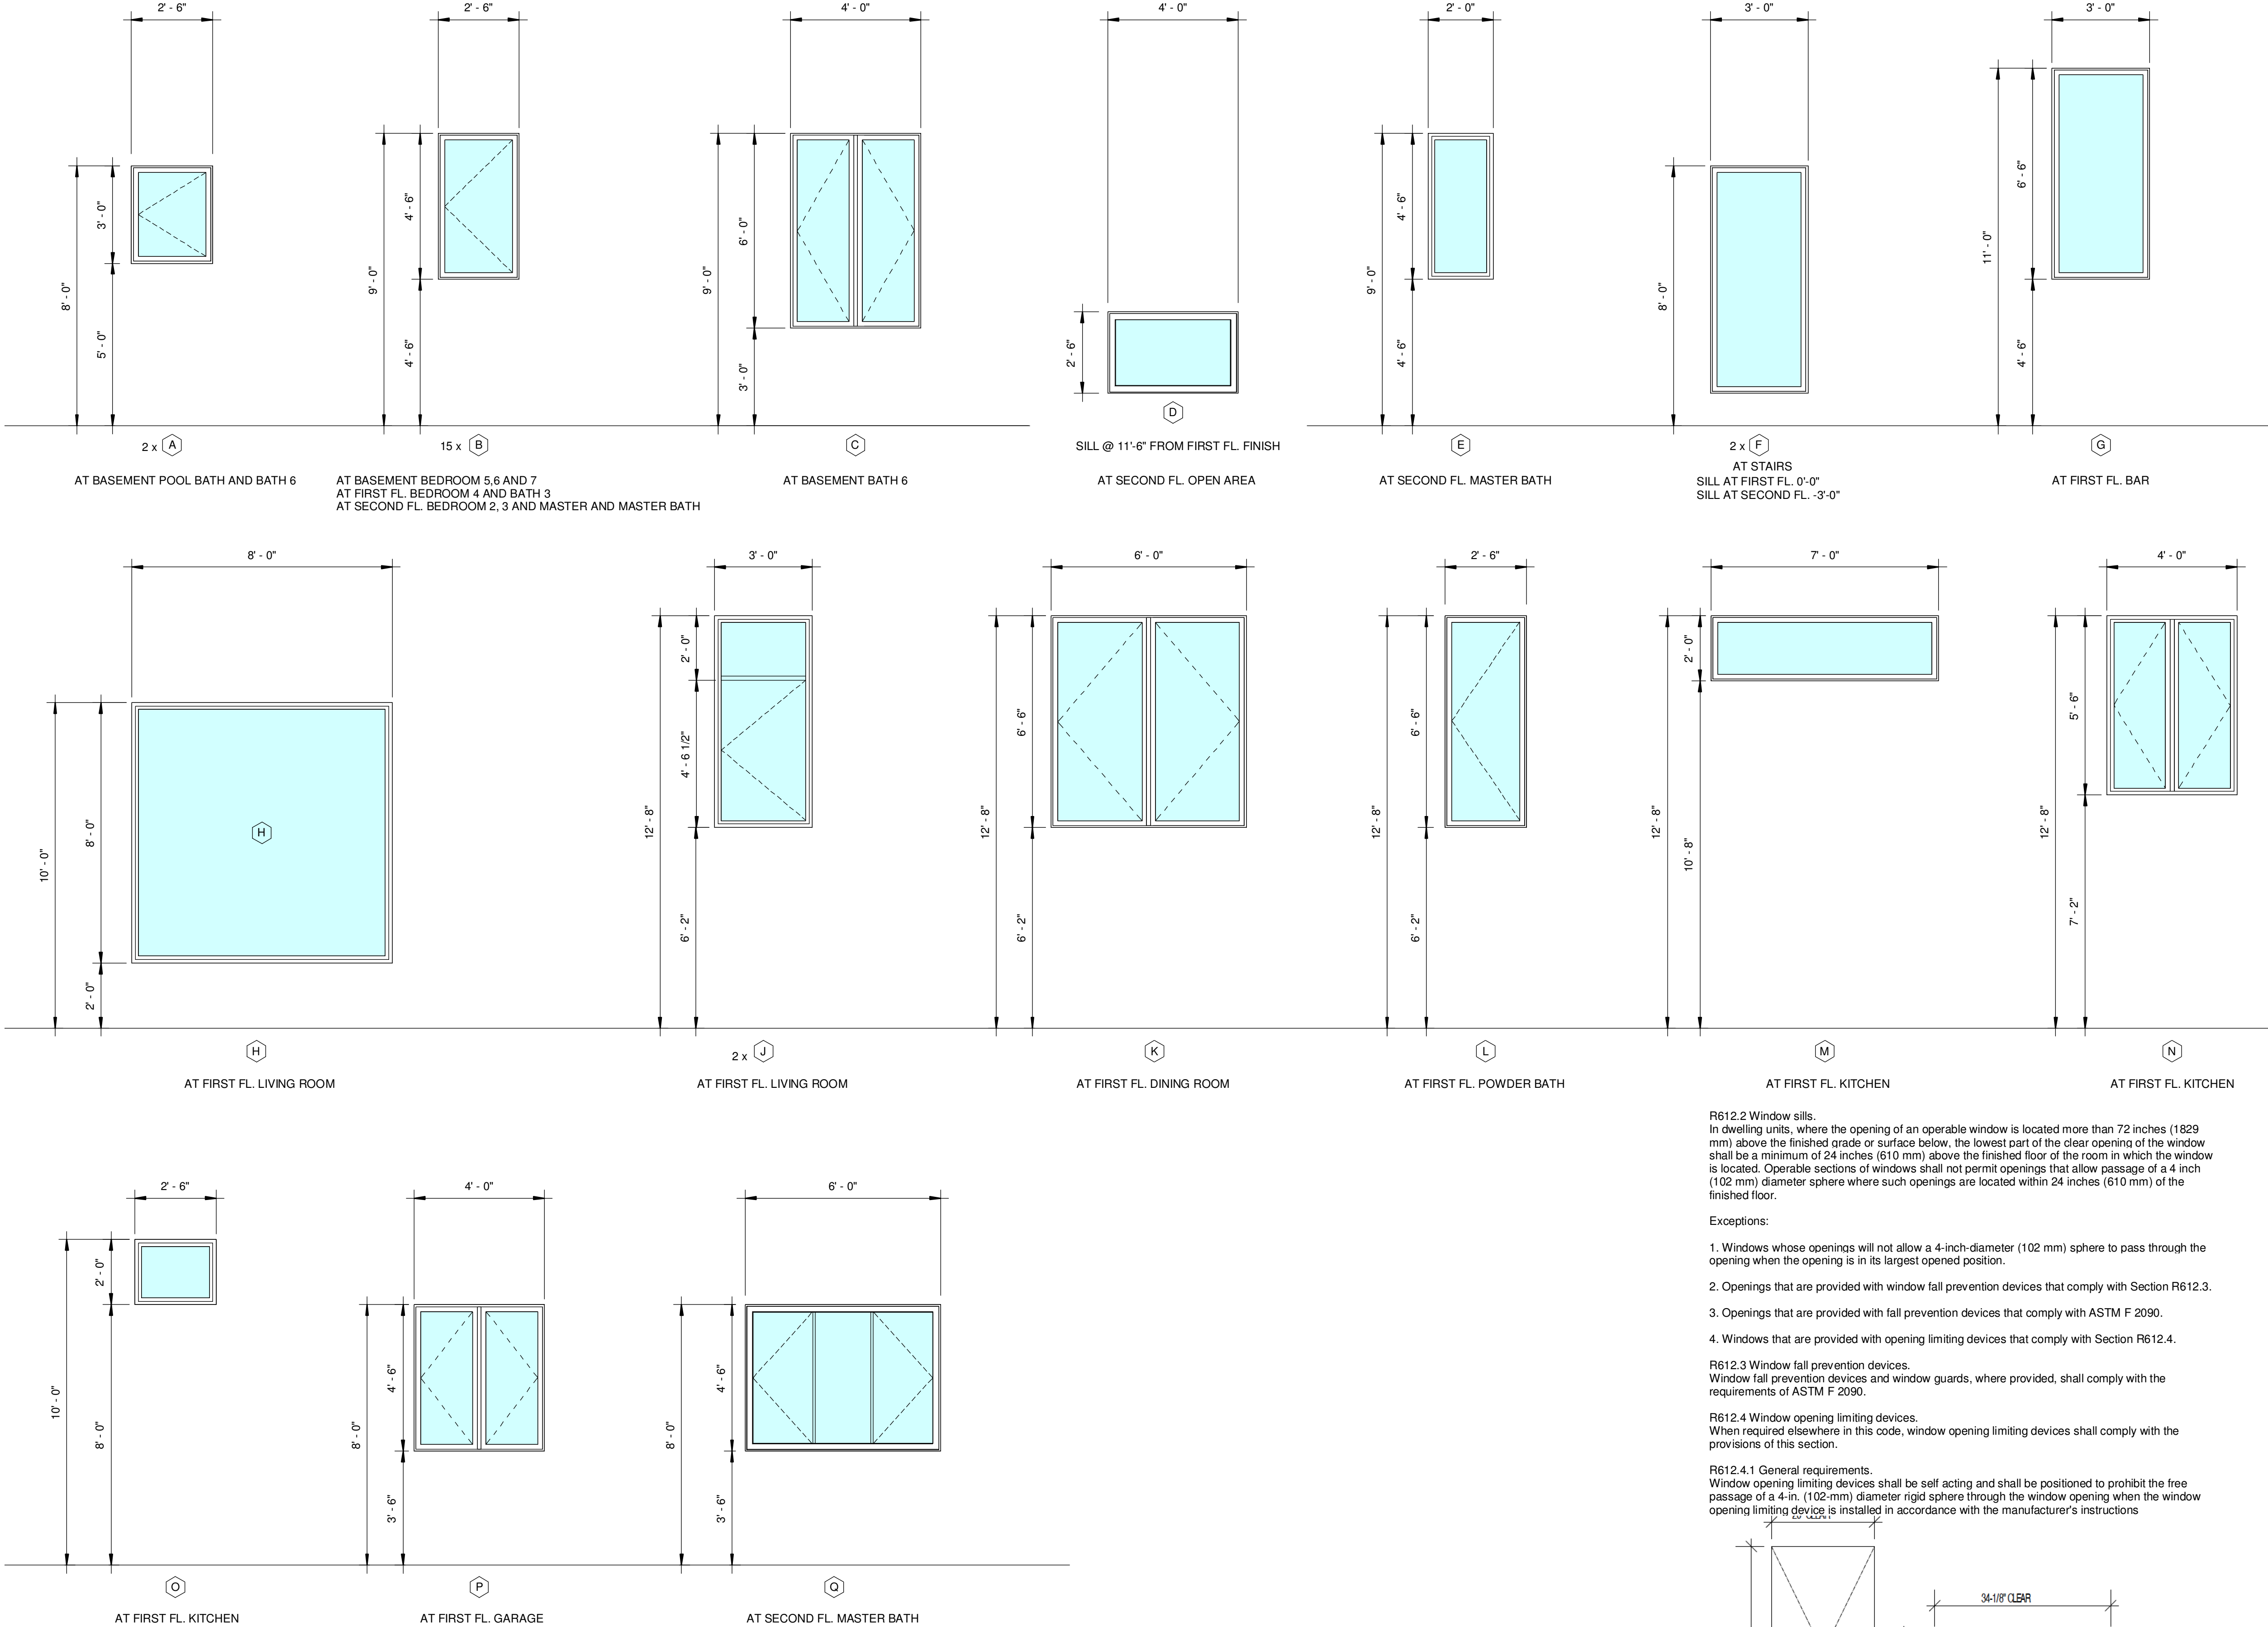 2' - 6"
2' - 6"
4' - 0"
4' - 0"
2' - 0"
3' - 0"
3' - 0"
8' - 0"
3' - 0"
5' - 0"
9' - 0"
4' - 6"
4' - 6"
9' - 0"
6' - 0"
3' - 0"
2' - 6"
9' - 0"
4' - 6"
4' - 6"
8' - 0"
11' - 0"
6' - 6"
4' - 6"
D
2 x A
15 x B
C
SILL @ 11'-6" FROM FIRST FL. FINISH
E
2 x F
G
AT BASEMENT POOL BATH AND BATH 6
AT BASEMENT BEDROOM 5,6 AND 7
AT FIRST FL. BEDROOM 4 AND BATH 3
AT SECOND FL. BEDROOM 2, 3 AND MASTER AND MASTER BATH
AT BASEMENT BATH 6
AT SECOND FL. OPEN AREA
AT SECOND FL. MASTER BATH
AT STAIRS
SILL AT FIRST FL. 0'-0"
SILL AT SECOND FL. -3'-0"
AT FIRST FL. BAR
8' - 0"
3' - 0"
6' - 0"
2' - 6"
7' - 0"
4' - 0"
10' - 0"
8' - 0"
2' - 0"
H
12' - 8"
2' - 0"
4' - 6 1/2"
6' - 2"
12' - 8"
6' - 6"
6' - 2"
12' - 8"
6' - 6"
6' - 2"
12' - 8"
2' - 0"
10' - 8"
12' - 8"
5' - 6"
7' - 2"
H
2 x J
K
L
M
N
AT FIRST FL. LIVING ROOM
AT FIRST FL. LIVING ROOM
AT FIRST FL. DINING ROOM
AT FIRST FL. POWDER BATH
AT FIRST FL. KITCHEN
AT FIRST FL. KITCHEN
R612.2 Window sills.
In dwelling units, where the opening of an operable window is located more than 72 inches (1829
mm) above the finished grade or surface below, the lowest part of the clear opening of the window
shall be a minimum of 24 inches (610 mm) above the finished floor of the room in which the window
is located. Operable sections of windows shall not permit openings that allow passage of a 4 inch
(102 mm) diameter sphere where such openings are located within 24 inches (610 mm) of the
finished floor.
Exceptions:
1. Windows whose openings will not allow a 4-inch-diameter (102 mm) sphere to pass through the
opening when the opening is in its largest opened position.
2. Openings that are provided with window fall prevention devices that comply with Section R612.3.
3. Openings that are provided with fall prevention devices that comply with ASTM F 2090.
4. Windows that are provided with opening limiting devices that comply with Section R612.4.
R612.3 Window fall prevention devices.
Window fall prevention devices and window guards, where provided, shall comply with the
requirements of ASTM F 2090.
R612.4 Window opening limiting devices.
When required elsewhere in this code, window opening limiting devices shall comply with the
provisions of this section.
R612.4.1 General requirements.
Window opening limiting devices shall be self acting and shall be positioned to prohibit the free
passage of a 4-in. (102-mm) diameter rigid sphere through the window opening when the window
opening limiting device is installed in accordance with the manufacturer's instructions
CLEAR
34-1/8" CLEAR
2' - 6"
4' - 0"
6' - 0"
10' - 0"
2' - 0"
8' - 0"
8' - 0"
4' - 6"
3' - 6"
8' - 0"
4' - 6"
3' - 6"
O
P
Q
AT FIRST FL. KITCHEN
AT FIRST FL. GARAGE
AT SECOND FL. MASTER BATH